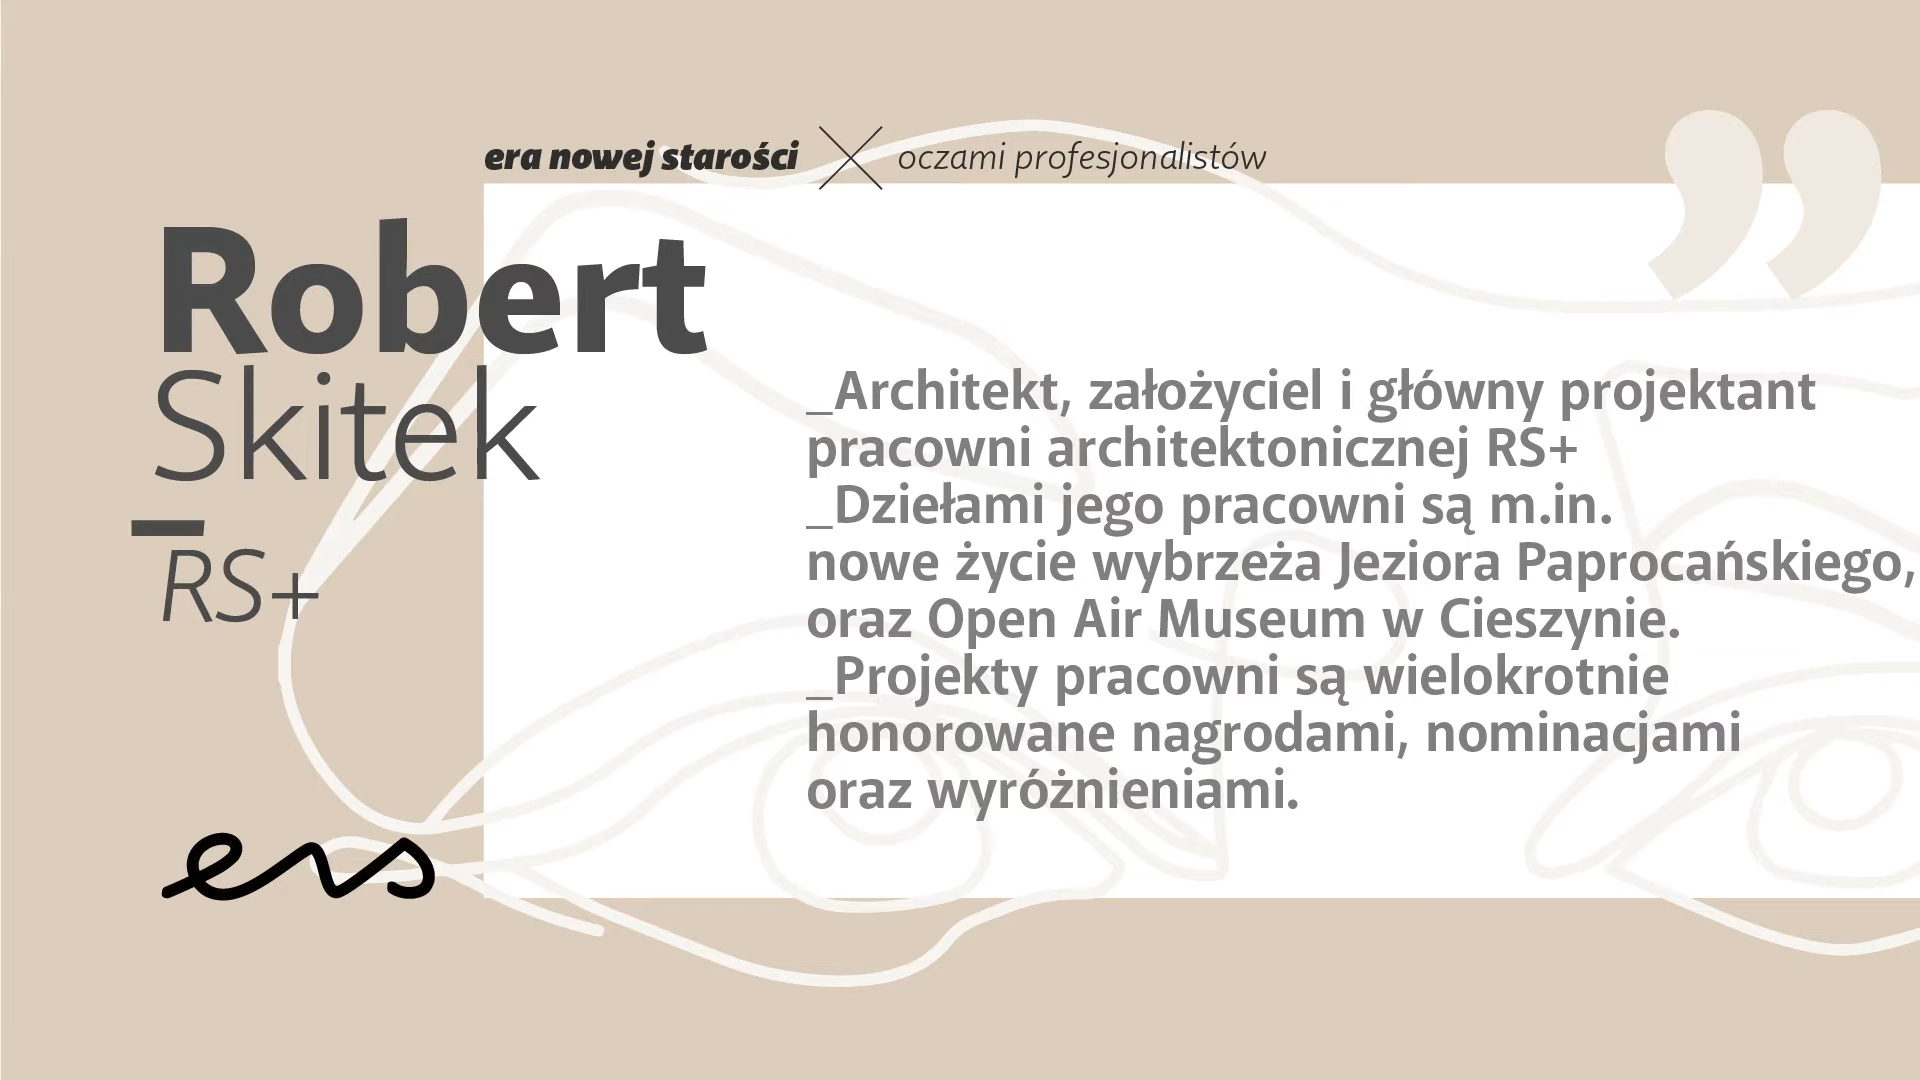 era nowej starości
oczami profesjonalistów
Robert
Skitek
RS+
_Architekt, założyciel i główny projektant
pracowni architektonicznej RS+
_Dziełami jego pracowni są m.in.
nowe życie wybrzeża Jeziora Paprocańskiego,
oraz Open Air Museum w Cieszynie.
_Projekty pracowni są wielokrotnie
honorowane nagrodami, nominacjami
oraz wyróżnieniami.
ens